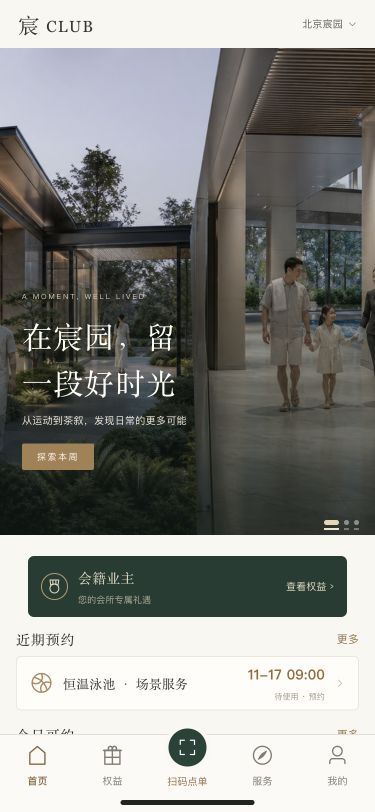 宸 CLUB
北京宸园
A MOMENT, WELL LIVED
在宸园，留
一段好时光
从运动到茶叙，发现日常的更多可能
探索本周
会籍业主
您的会所专属礼遇
查看权益 >
近期预约
更多
恒温泳池 · 场景服务
11–17 09:00
待使用 · 预约
今日可约
更多
首页
权益
扫码点单
服务
我的